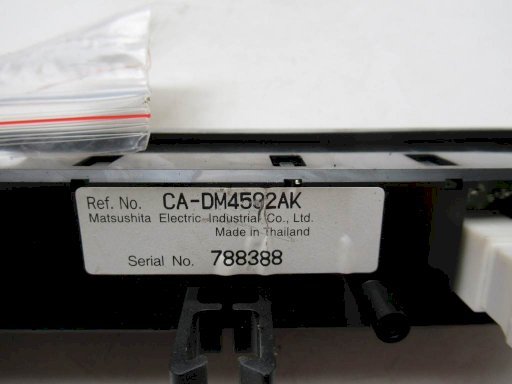 Ref. No. CA-DM4592AK
Matsushita Electric Industrial Co., Ltd.
Made in Thailand
Serial No. 788388